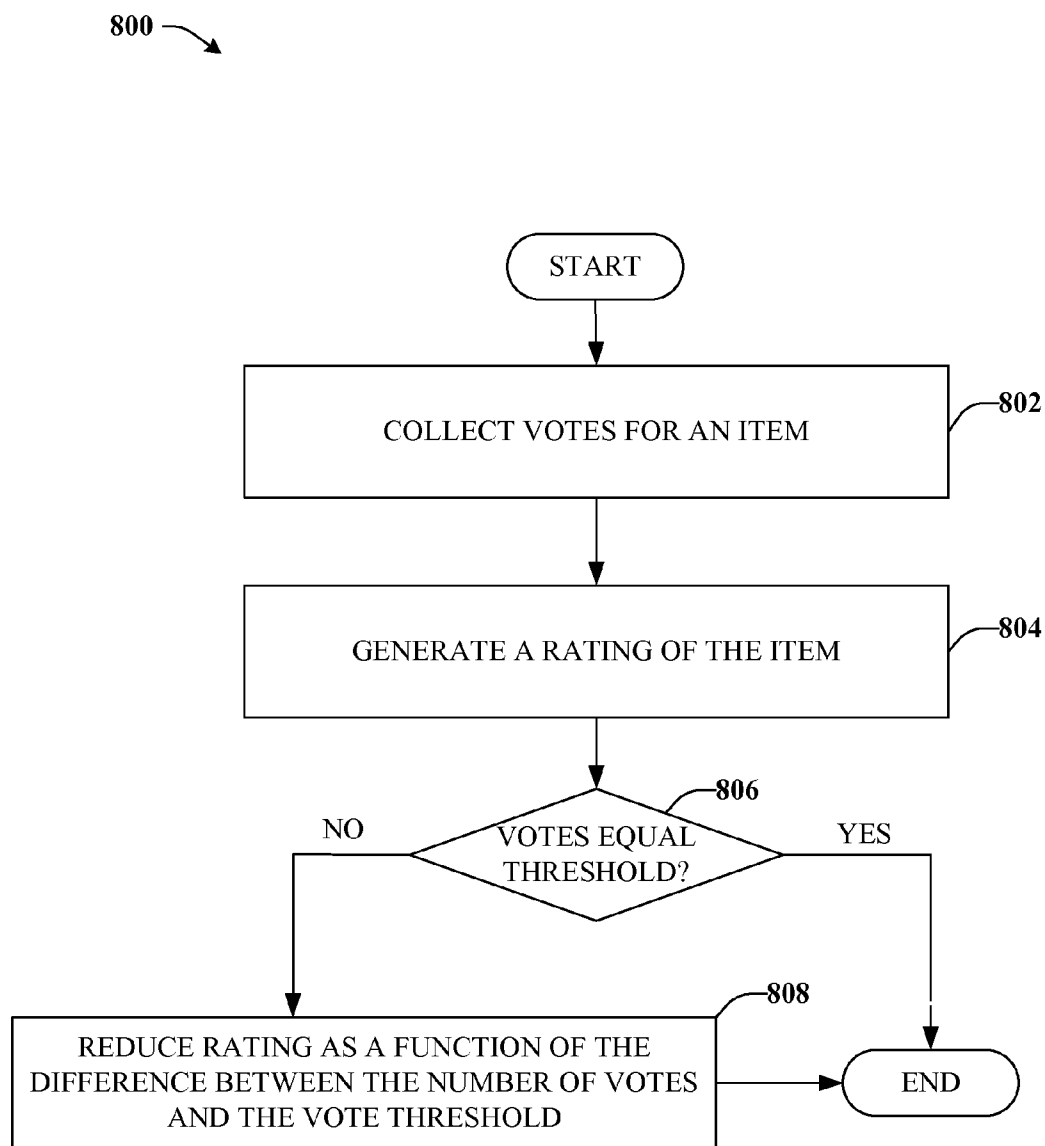 800
START
COLLECT VOTES FOR AN ITEM
802
GENERATE A RATING OF THE ITEM
804
806
VOTES EQUAL
THRESHOLD?
NO
YES
808
REDUCE RATING AS A FUNCTION OF THE
DIFFERENCE BETWEEN THE NUMBER OF VOTES
AND THE VOTE THRESHOLD
END